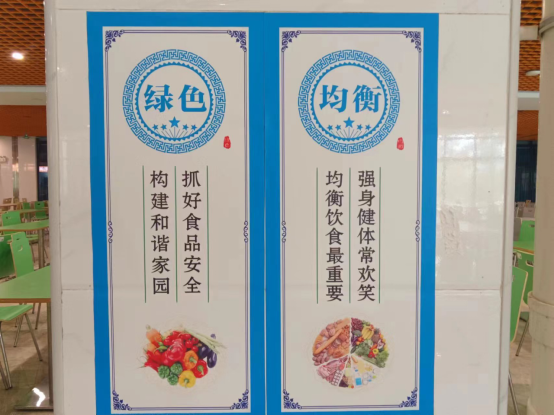 绿色
抓好食品安全
构建和谐家园
均衡
强身健体常欢笑
均衡饮食最重要